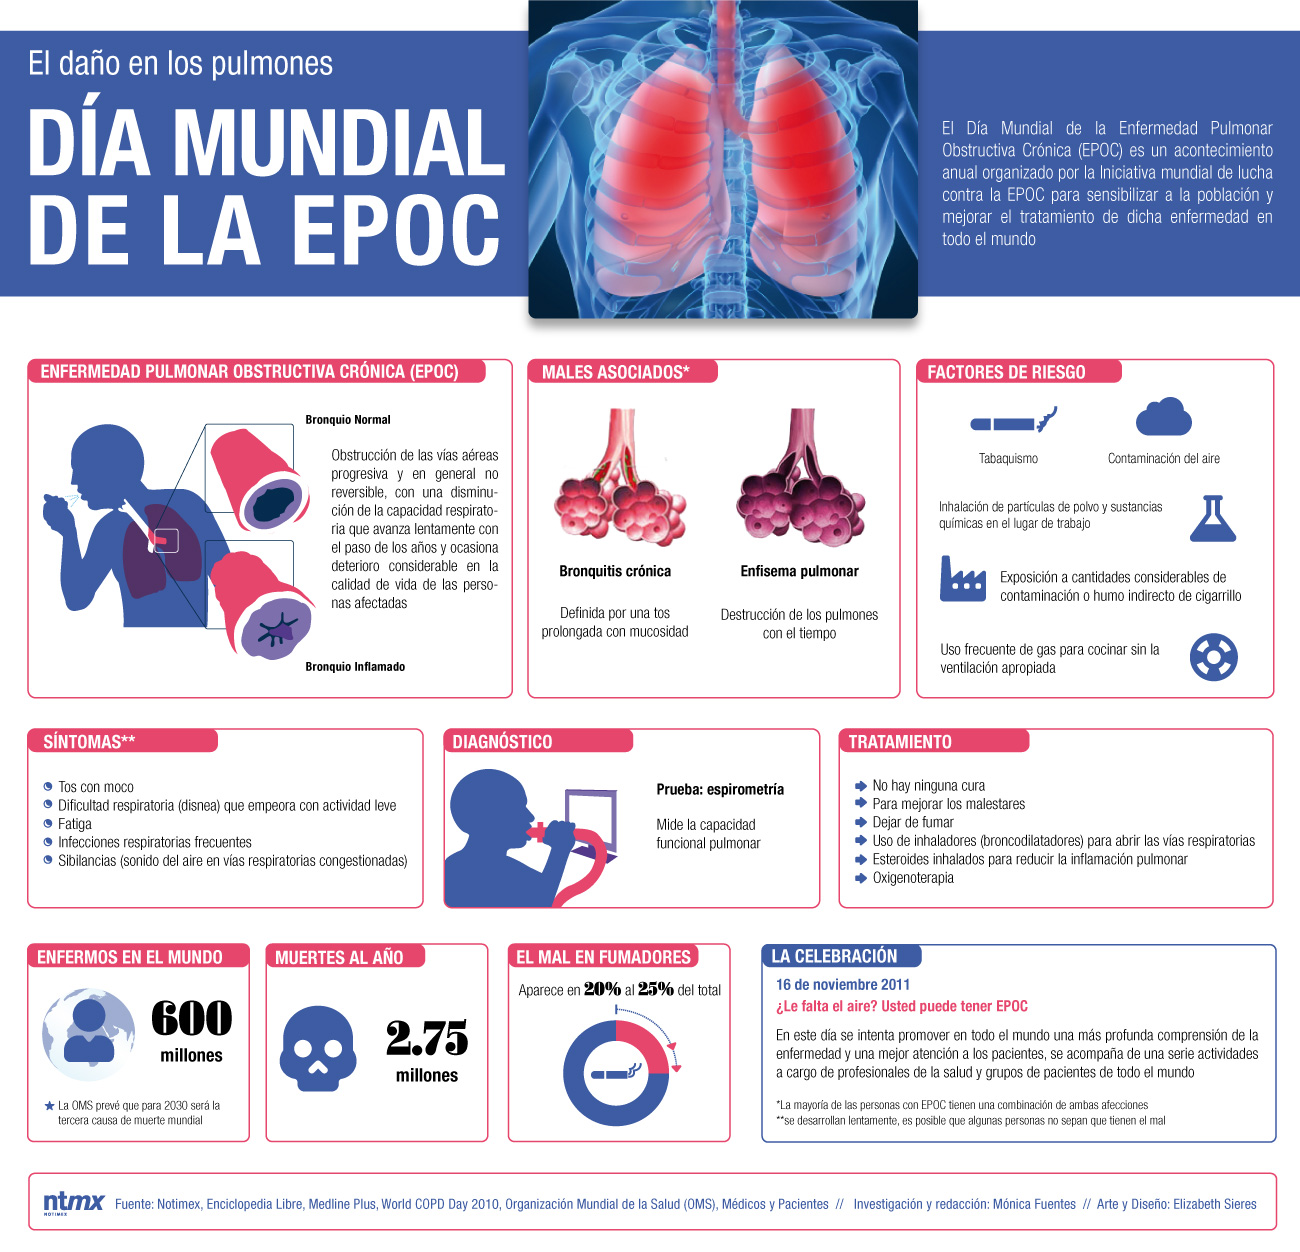 El daño en los pulmones
DÍA MUNDIAL
DE LA EPOC
El Día Mundial de la Enfermedad Pulmonar
Obstructiva Crónica (EPOC) es un acontecimiento
anual organizado por la Iniciativa mundial de lucha
contra la EPOC para sensibilizar a la población y
mejorar el tratamiento de dicha enfermedad en
todo el mundo
ENFERMEDAD PULMONAR OBSTRUCTIVA CRÓNICA (EPOC)
Bronquio Normal
Obstrucción de las vías aéreas
progresiva y en general no
reversible, con una disminu-
ción de la capacidad respirato-
ria que avanza lentamente con
el paso de los años y ocasiona
deterioro considerable en la
calidad de vida de las perso-
nas afectadas
Bronquio Inflamado
MALES ASOCIADOS*
Bronquitis crónica
Definida por una tos
prolongada con mucosidad
Enfisema pulmonar
Destrucción de los pulmones
con el tiempo
FACTORES DE RIESGO
Tabaquismo
Contaminación del aire
Inhalación de partículas de polvo y sustancias
químicas en el lugar de trabajo
Exposición a cantidades considerables de
contaminación o humo indirecto de cigarrillo
Uso frecuente de gas para cocinar sin la
ventilación apropiada
SÍNTOMAS**
Tos con moco
Dificultad respiratoria (disnea) que empeora con actividad leve
Fatiga
Infecciones respiratorias frecuentes
Sibilancias (sonido del aire en vías respiratorias congestionadas)
DIAGNÓSTICO
Prueba: espirometría
Mide la capacidad
funcional pulmonar
TRATAMIENTO
No hay ninguna cura
Para mejorar los malestares
Dejar de fumar
Uso de inhaladores (broncodilatadores) para abrir las vías respiratorias
Esteroides inhalados para reducir la inflamación pulmonar
Oxigenoterapia
ENFERMOS EN EL MUNDO
600
millones
La OMS prevé que para 2030 será la
tercera causa de muerte mundial
MUERTES AL AÑO
2.75
millones
EL MAL EN FUMADORES
Aparece en 20% al 25% del total
LA CELEBRACIÓN
16 de noviembre 2011
¿Le falta el aire? Usted puede tener EPOC
En este día se intenta promover en todo el mundo una más profunda comprensión de la
enfermedad y una mejor atención a los pacientes, se acompaña de una serie actividades
a cargo de profesionales de la salud y grupos de pacientes de todo el mundo
*La mayoría de las personas con EPOC tienen una combinación de ambas afecciones
**se desarrollan lentamente, es posible que algunas personas no sepan que tienen el mal
ntmx
NOTIMEX
Fuente: Notimex, Enciclopedia Libre, Medline Plus, World COPD Day 2010, Organización Mundial de la Salud (OMS), Médicos y Pacientes // Investigación y redacción: Mónica Fuentes // Arte y Diseño: Elizabeth Sieres